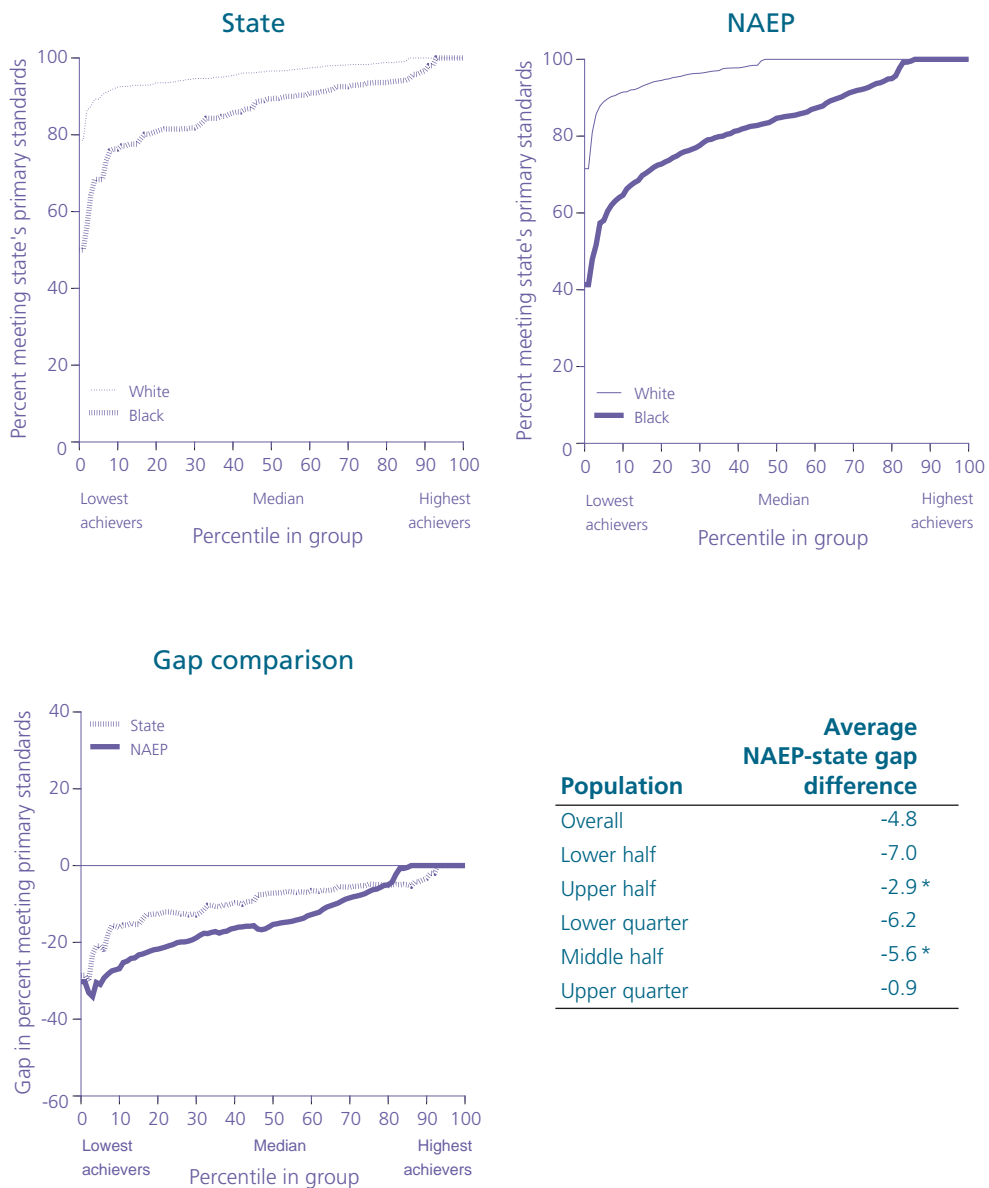 State
Percent meeting state's primary standards
100
80
60
40
20
0
White
Black
0 10 20 30 40 50 60 70 80 90 100
Lowest achievers
Median
Highest achievers
Percentile in group
NAEP
Percent meeting state's primary standards
100
80
60
40
20
0
White
Black
0 10 20 30 40 50 60 70 80 90 100
Lowest achievers
Median
Highest achievers
Percentile in group
Gap comparison
Gap in percent meeting primary standards
40
20
0
-20
-40
-60
State
NAEP
0 10 20 30 40 50 60 70 80 90 100
Lowest achievers
Median
Highest achievers
Percentile in group
Average
NAEP-state gap
Population difference
Overall -4.8
Lower half -7.0
Upper half -2.9 *
Lower quarter -6.2
Middle half -5.6 *
Upper quarter -0.9